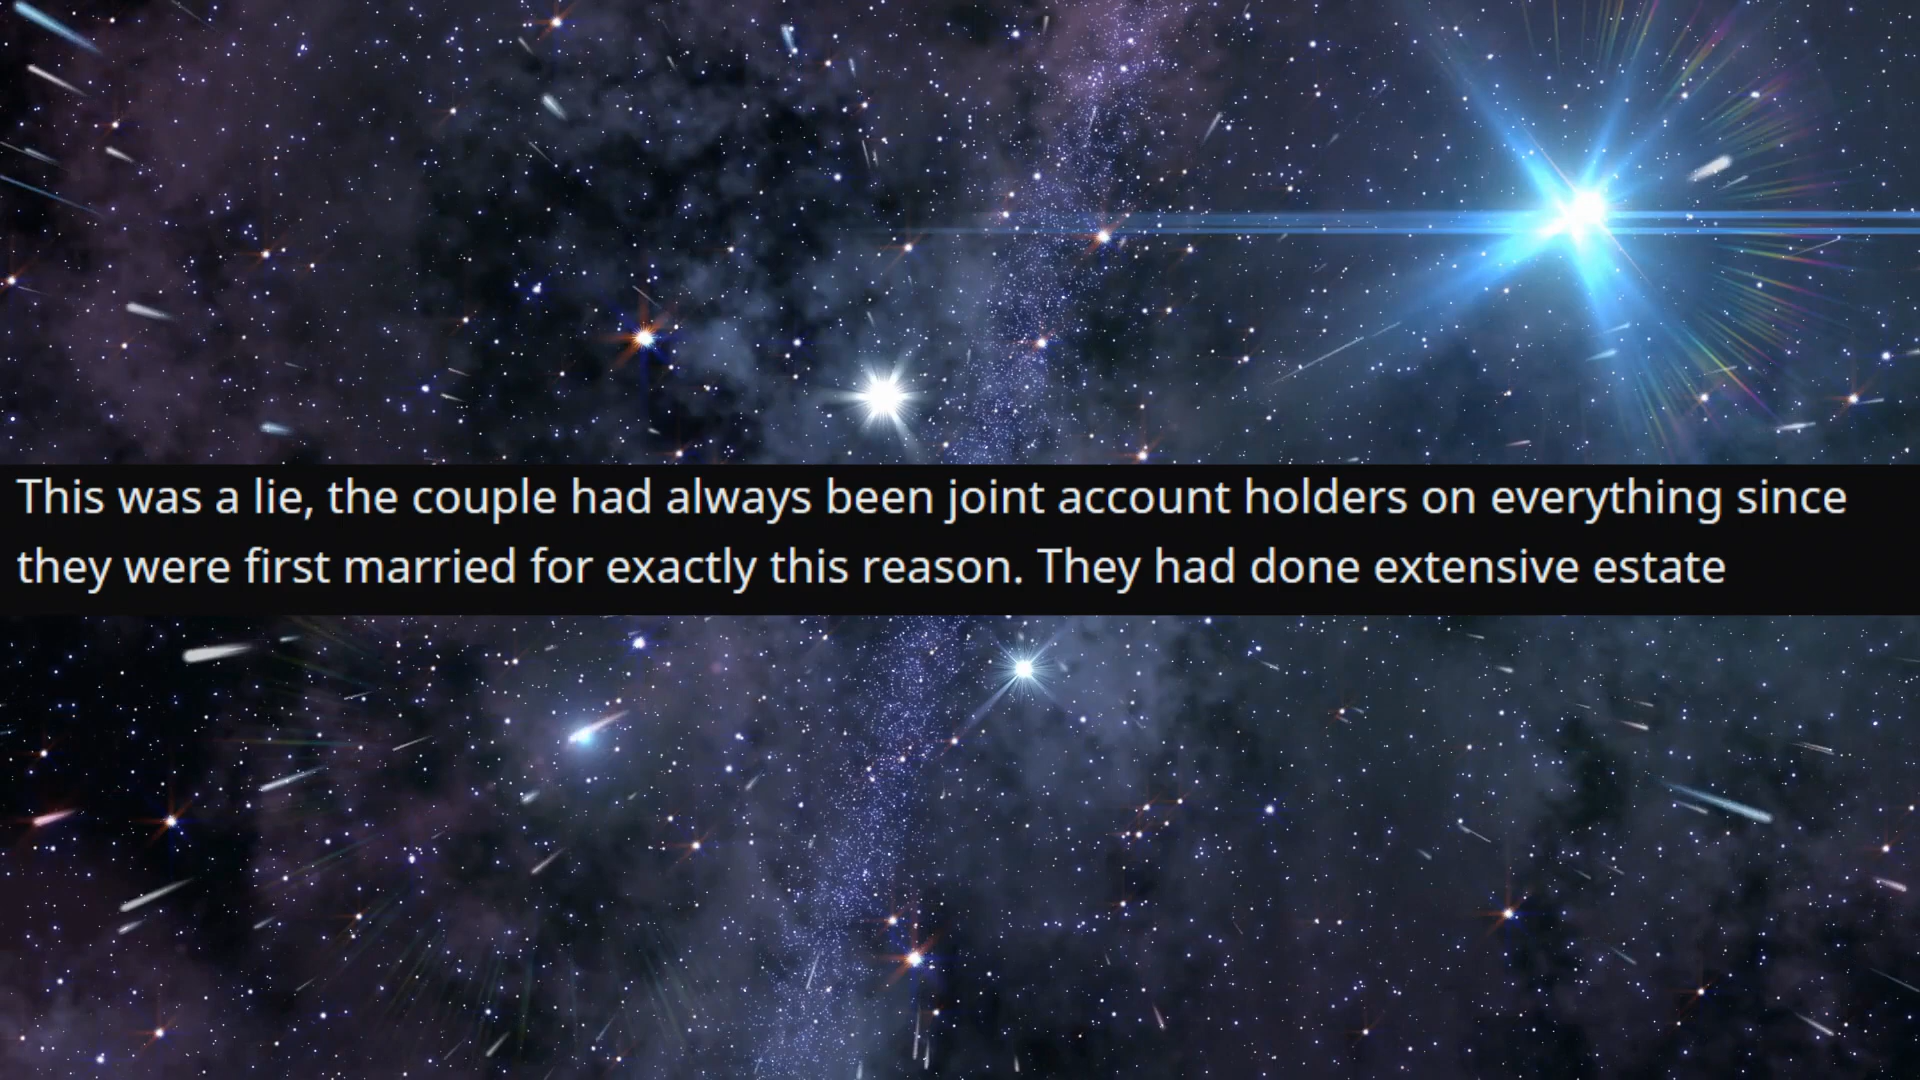 This was a lie, the couple had always been joint account holders on everything since
they were first married for exactly this reason. They had done extensive estate